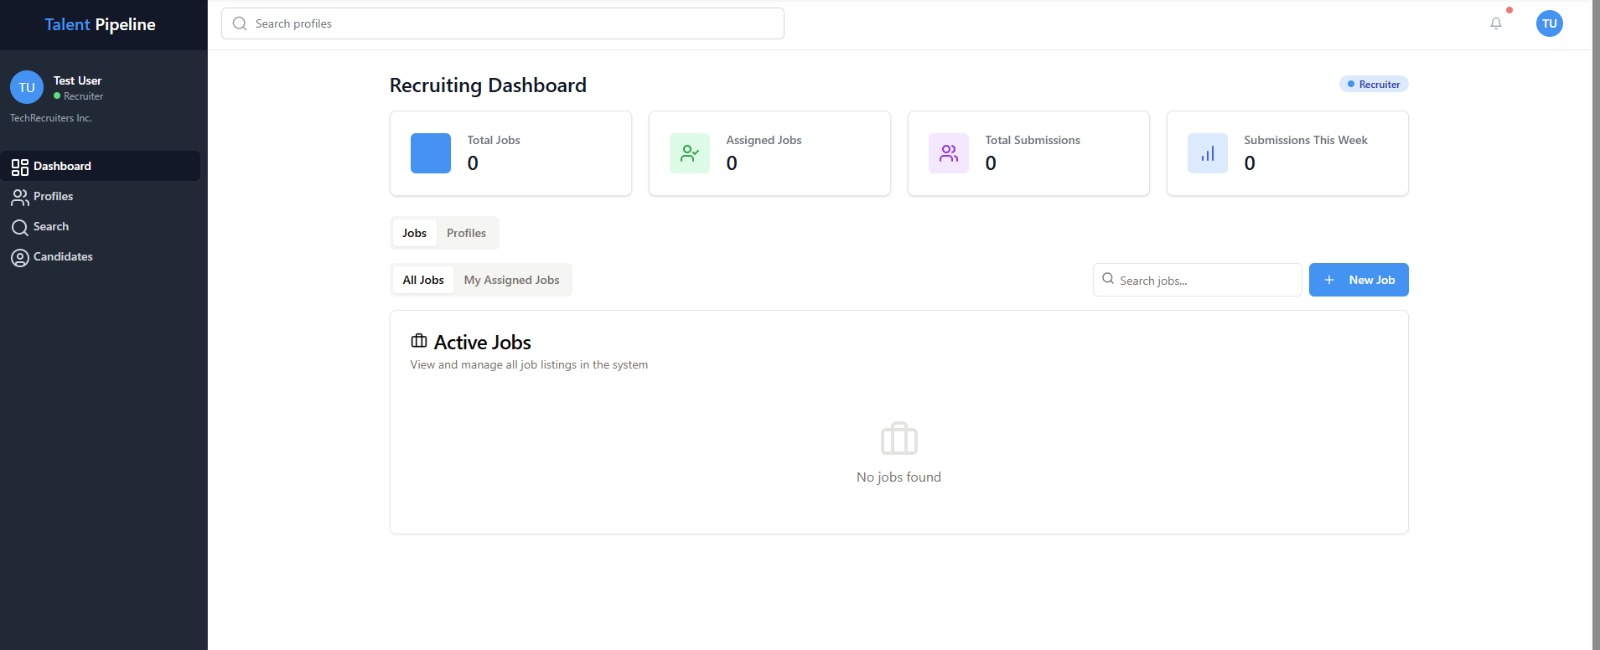 Talent Pipeline
Search profiles
TU
TU
Test User
Recruiter
TechRecruiters Inc.
Dashboard
Profiles
Search
Candidates
Recruiting Dashboard
Recruiter
Total Jobs
0
Assigned Jobs
0
Total Submissions
0
Submissions This Week
0
Jobs Profiles
All Jobs My Assigned Jobs
Search jobs...
+ New Job
Active Jobs
View and manage all job listings in the system
No jobs found